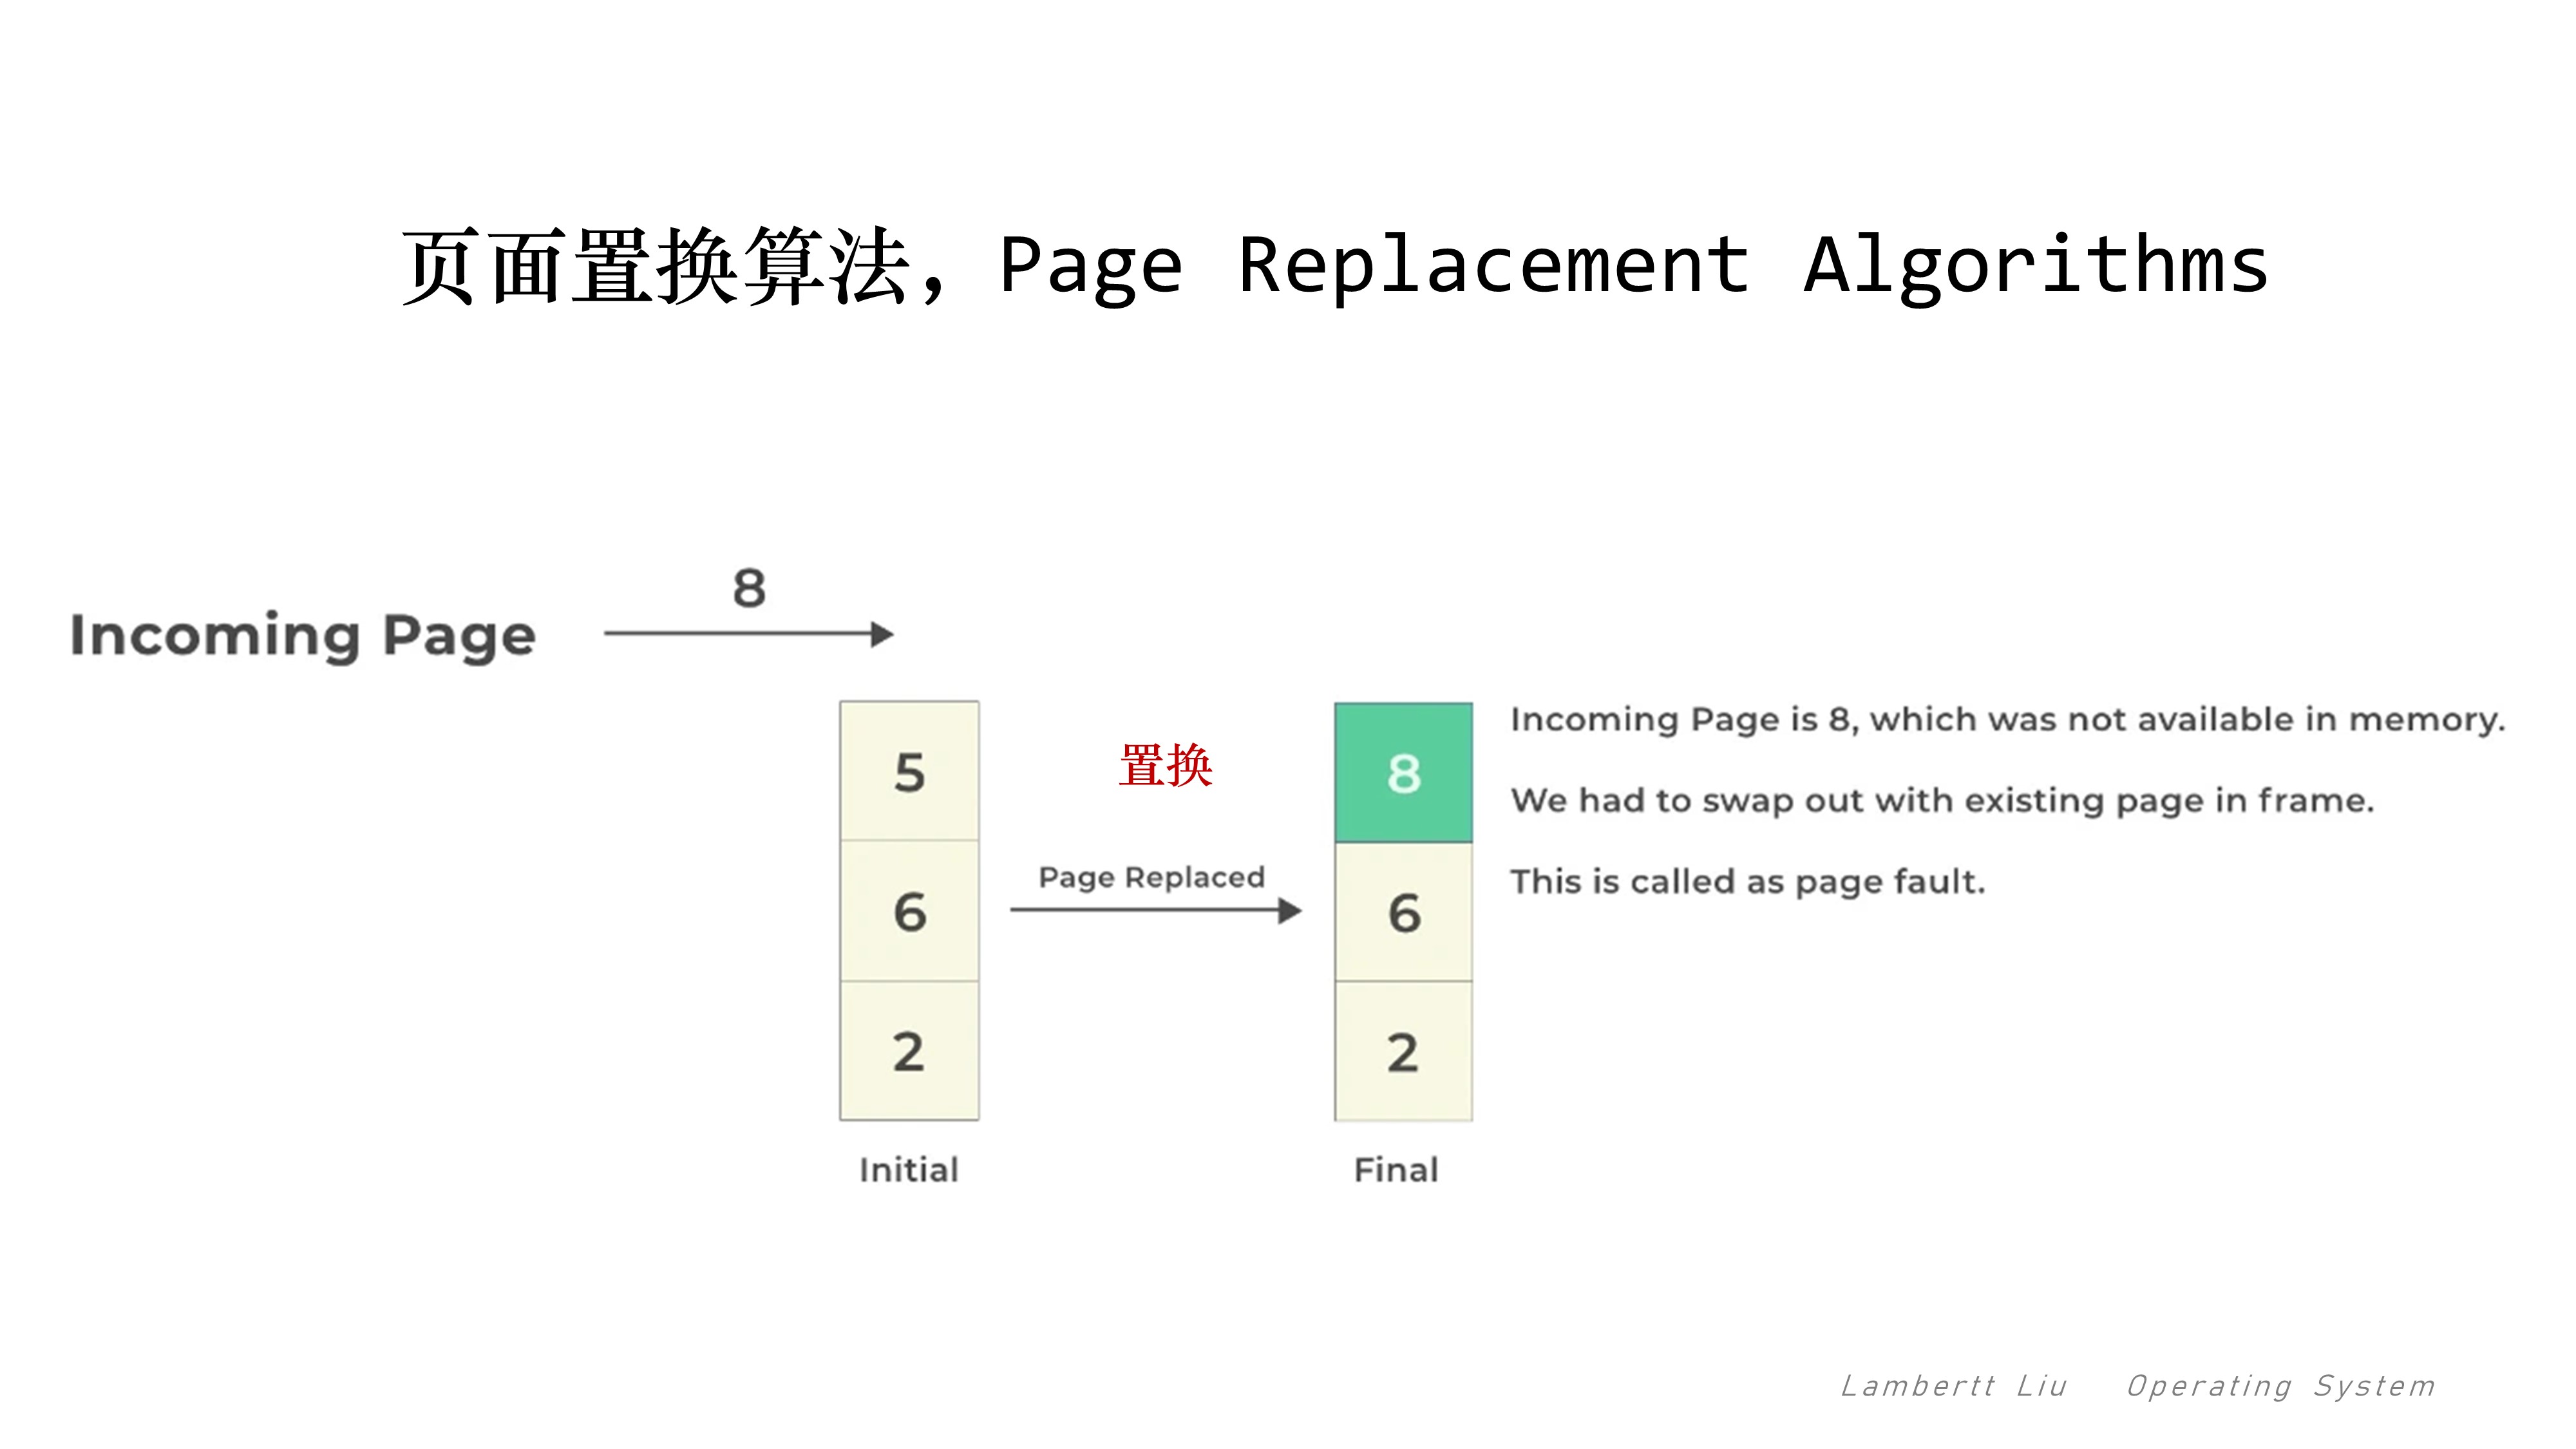 页面置换算法，Page Replacement Algorithms
8
Incoming Page
5
6
2
Initial
置换
Page Replaced
8
6
2
Final
Incoming Page is 8, which was not available in memory.
We had to swap out with existing page in frame.
This is called as page fault.
Lambertt Liu Operating System